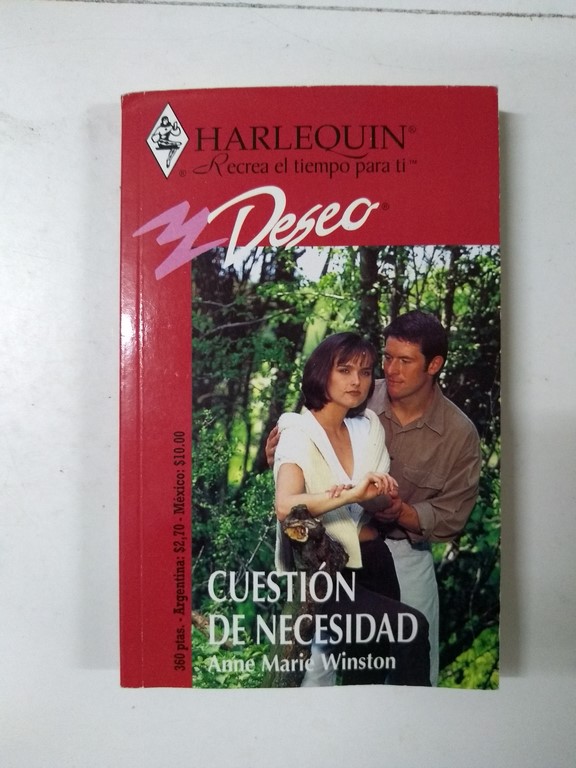 HARLEQUIN®
® Recrea el tiempo para ti™
Deseo®
360 ptas. - Argentina: $2,70 - México: $10.00
CUESTIÓN
DE NECESIDAD
Anne Marie Winston